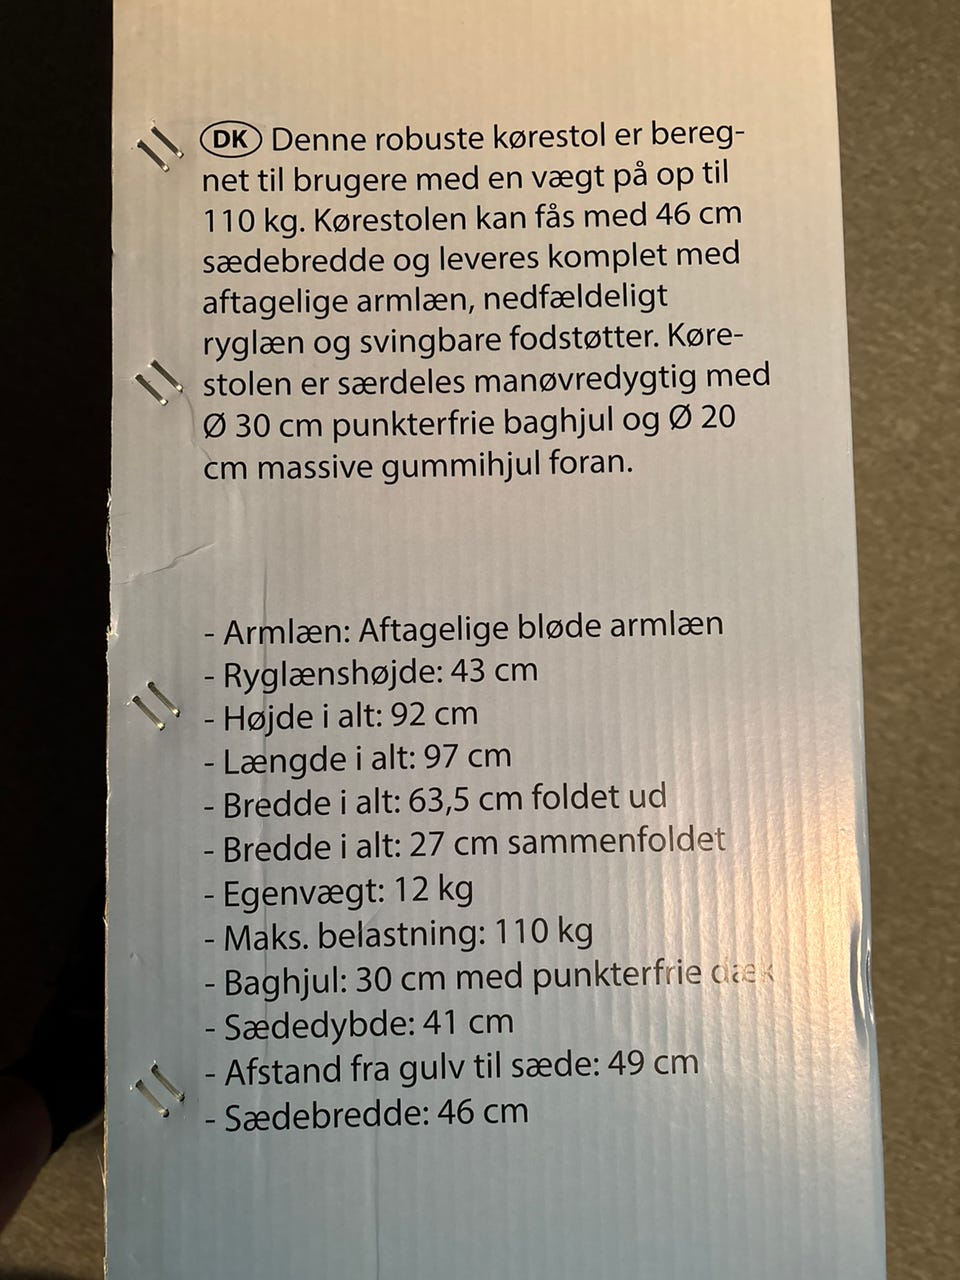 DK Denne robuste kørestol er bereg-
net til brugere med en vægt på op til
110 kg. Kørestolen kan fås med 46 cm
sædebredde og leveres komplet med
aftagelige armlæn, nedfældeligt
ryglæn og svingbare fodstøtter. Køre-
stolen er særdeles manøvredygtig med
Ø 30 cm punkterfrie baghjul og Ø 20
cm massive gummihjul foran.
- Armlæn: Aftagelige bløde armlæn
- Ryglænshøjde: 43 cm
- Højde i alt: 92 cm
- Længde i alt: 97 cm
- Bredde i alt: 63,5 cm foldet ud
- Bredde i alt: 27 cm sammenfoldet
- Egenvægt: 12 kg
- Maks. belastning: 110 kg
- Baghjul: 30 cm med punkterfrie dæk
- Sædedybde: 41 cm
- Afstand fra gulv til sæde: 49 cm
- Sædebredde: 46 cm